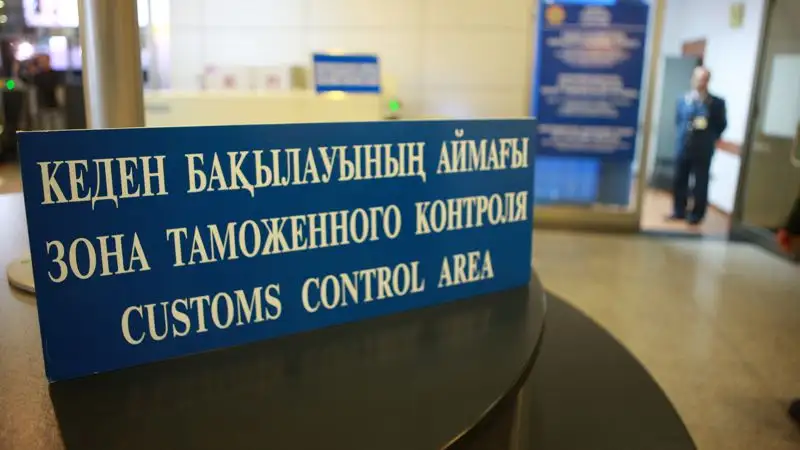 КЕДЕН БАҚЫЛАУЫНЫҢ АЙМАҒЫ
ЗОНА ТАМОЖЕННОГО КОНТРОЛЯ
CUSTOMS CONTROL AREA